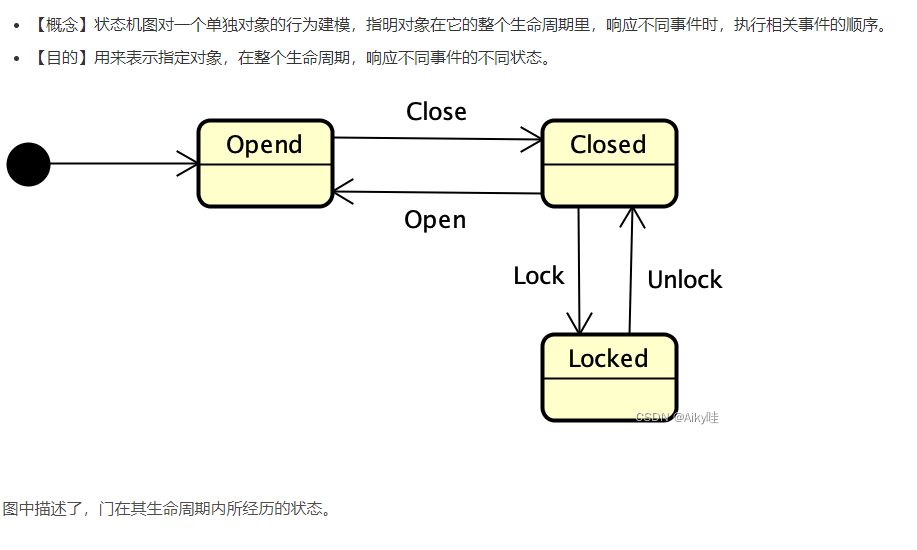 【概念】状态机图对一个单独对象的行为建模，指明对象在它的整个生命周期里，响应不同事件时，执行相关事件的顺序。
【目的】用来表示指定对象，在整个生命周期，响应不同事件的不同状态。
Close
Opend
Closed
Open
Lock
Unlock
Locked
CSDN @Aiky哇
图中描述了，门在其生命周期内所经历的状态。